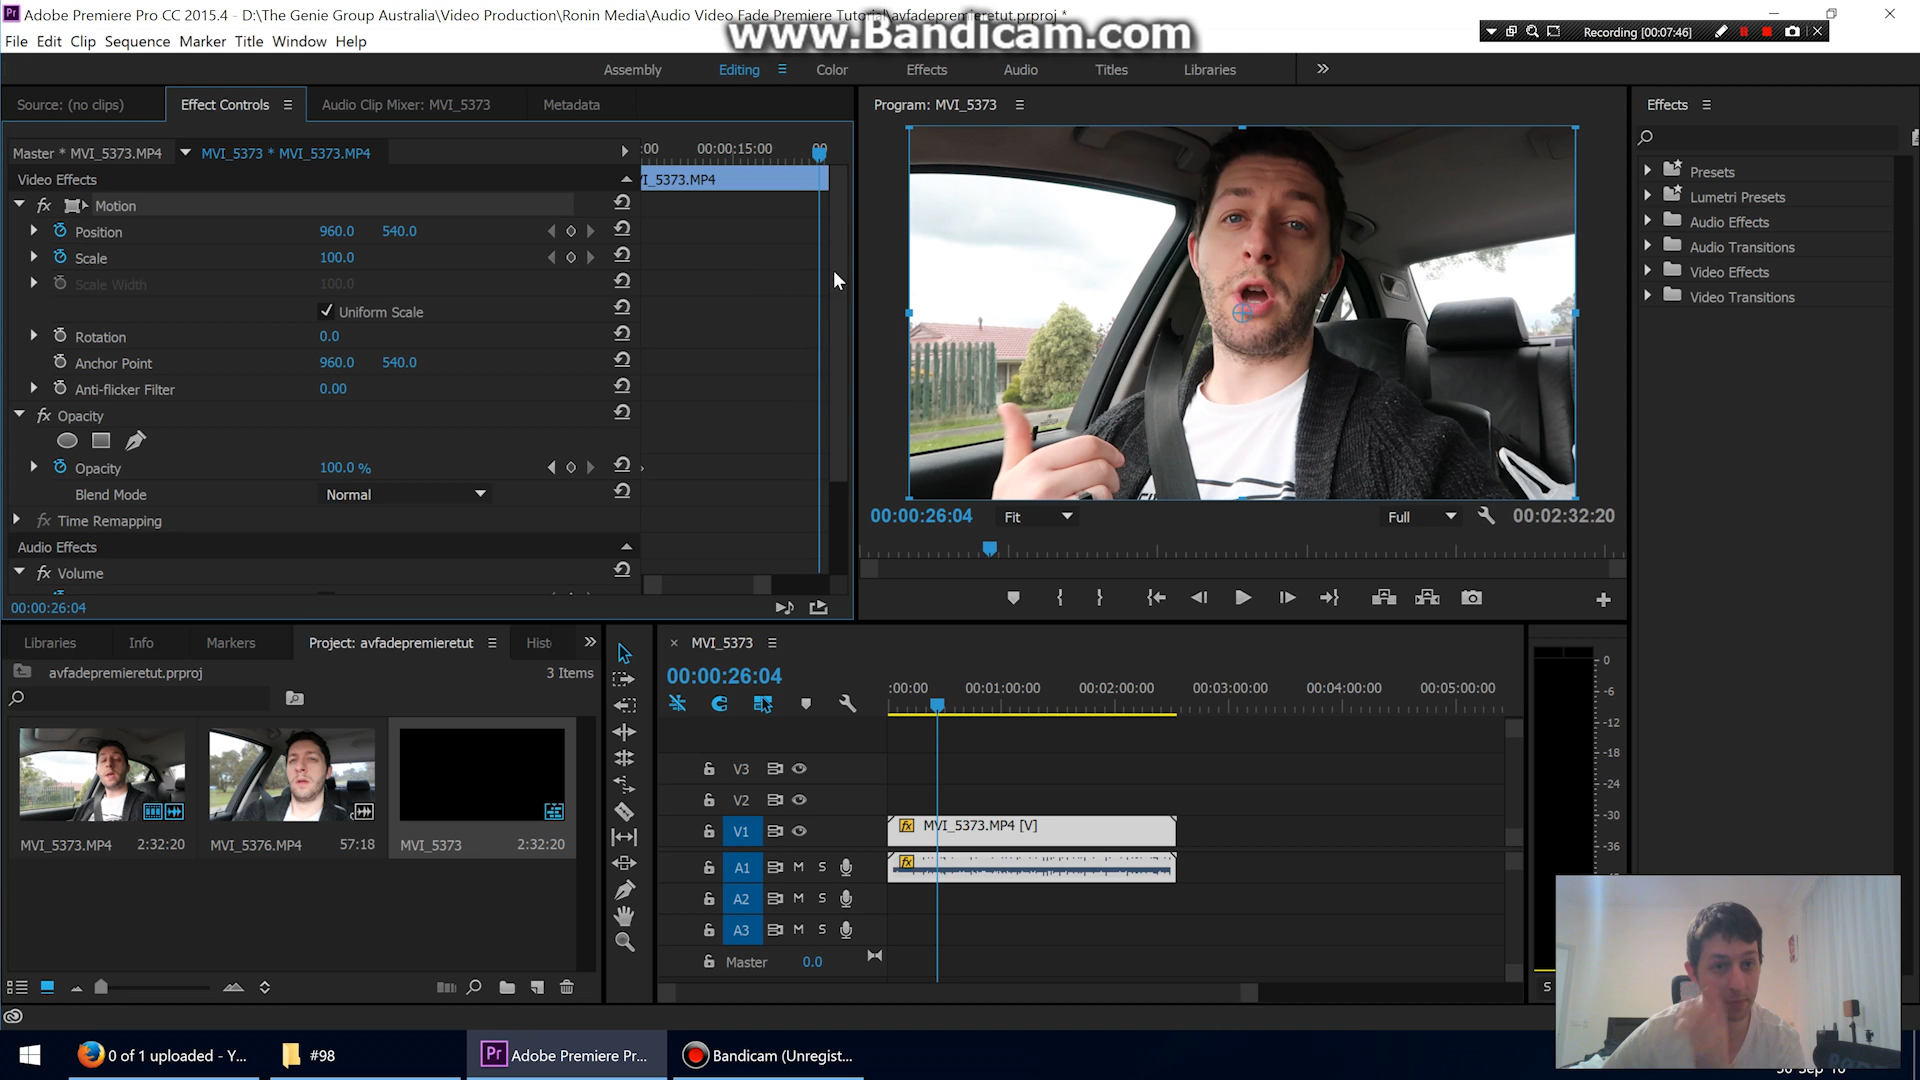 Adobe Premiere Pro CC 2015.4 - D:\The Genie Group Australia\Video Production\Ronin Media\Audio Video Fade Premiere Tutorial\avfadepremieretut.prproj *
www.Bandicam.com
Recording [00:07:46]
File Edit Clip Sequence Marker Title Window Help
Assembly Editing Color Effects Audio Titles Libraries
Source: (no clips) Effect Controls Audio Clip Mixer: MVI_5373 Metadata
Program: MVI_5373
Effects
Master * MVI_5373.MP4 MVI_5373 * MVI_5373.MP4
:00 00:00:15:00 00
Video Effects
VI_5373.MP4
fx Motion
Position 960.0 540.0
Scale 100.0
Scale Width 100.0
Uniform Scale
Rotation 0.0
Anchor Point 960.0 540.0
Anti-flicker Filter 0.00
fx Opacity
Opacity 100.0 %
Blend Mode Normal
fx Time Remapping
Audio Effects
fx Volume
00:00:26:04
Presets
Lumetri Presets
Audio Effects
Audio Transitions
Video Effects
Video Transitions
00:00:26:04 Fit Full 00:02:32:20
Libraries Info Markers Project: avfadepremieretut Hist
avfadepremieretut.prproj 3 Items
MVI_5373.MP4 2:32:20
MVI_5376.MP4 57:18
MVI_5373 2:32:20
MVI_5373
00:00:26:04
:00:00 00:01:00:00 00:02:00:00 00:03:00:00 00:04:00:00 00:05:00:00
V3
V2
V1
fx MVI_5373.MP4 [V]
A1 M S
fx
A2 M S
A3 M S
Master 0.0
0
-6
-12
-18
-24
-30
-36
S
0 of 1 uploaded - Y...
#98
Pr Adobe Premiere Pr...
Bandicam (Unregist...